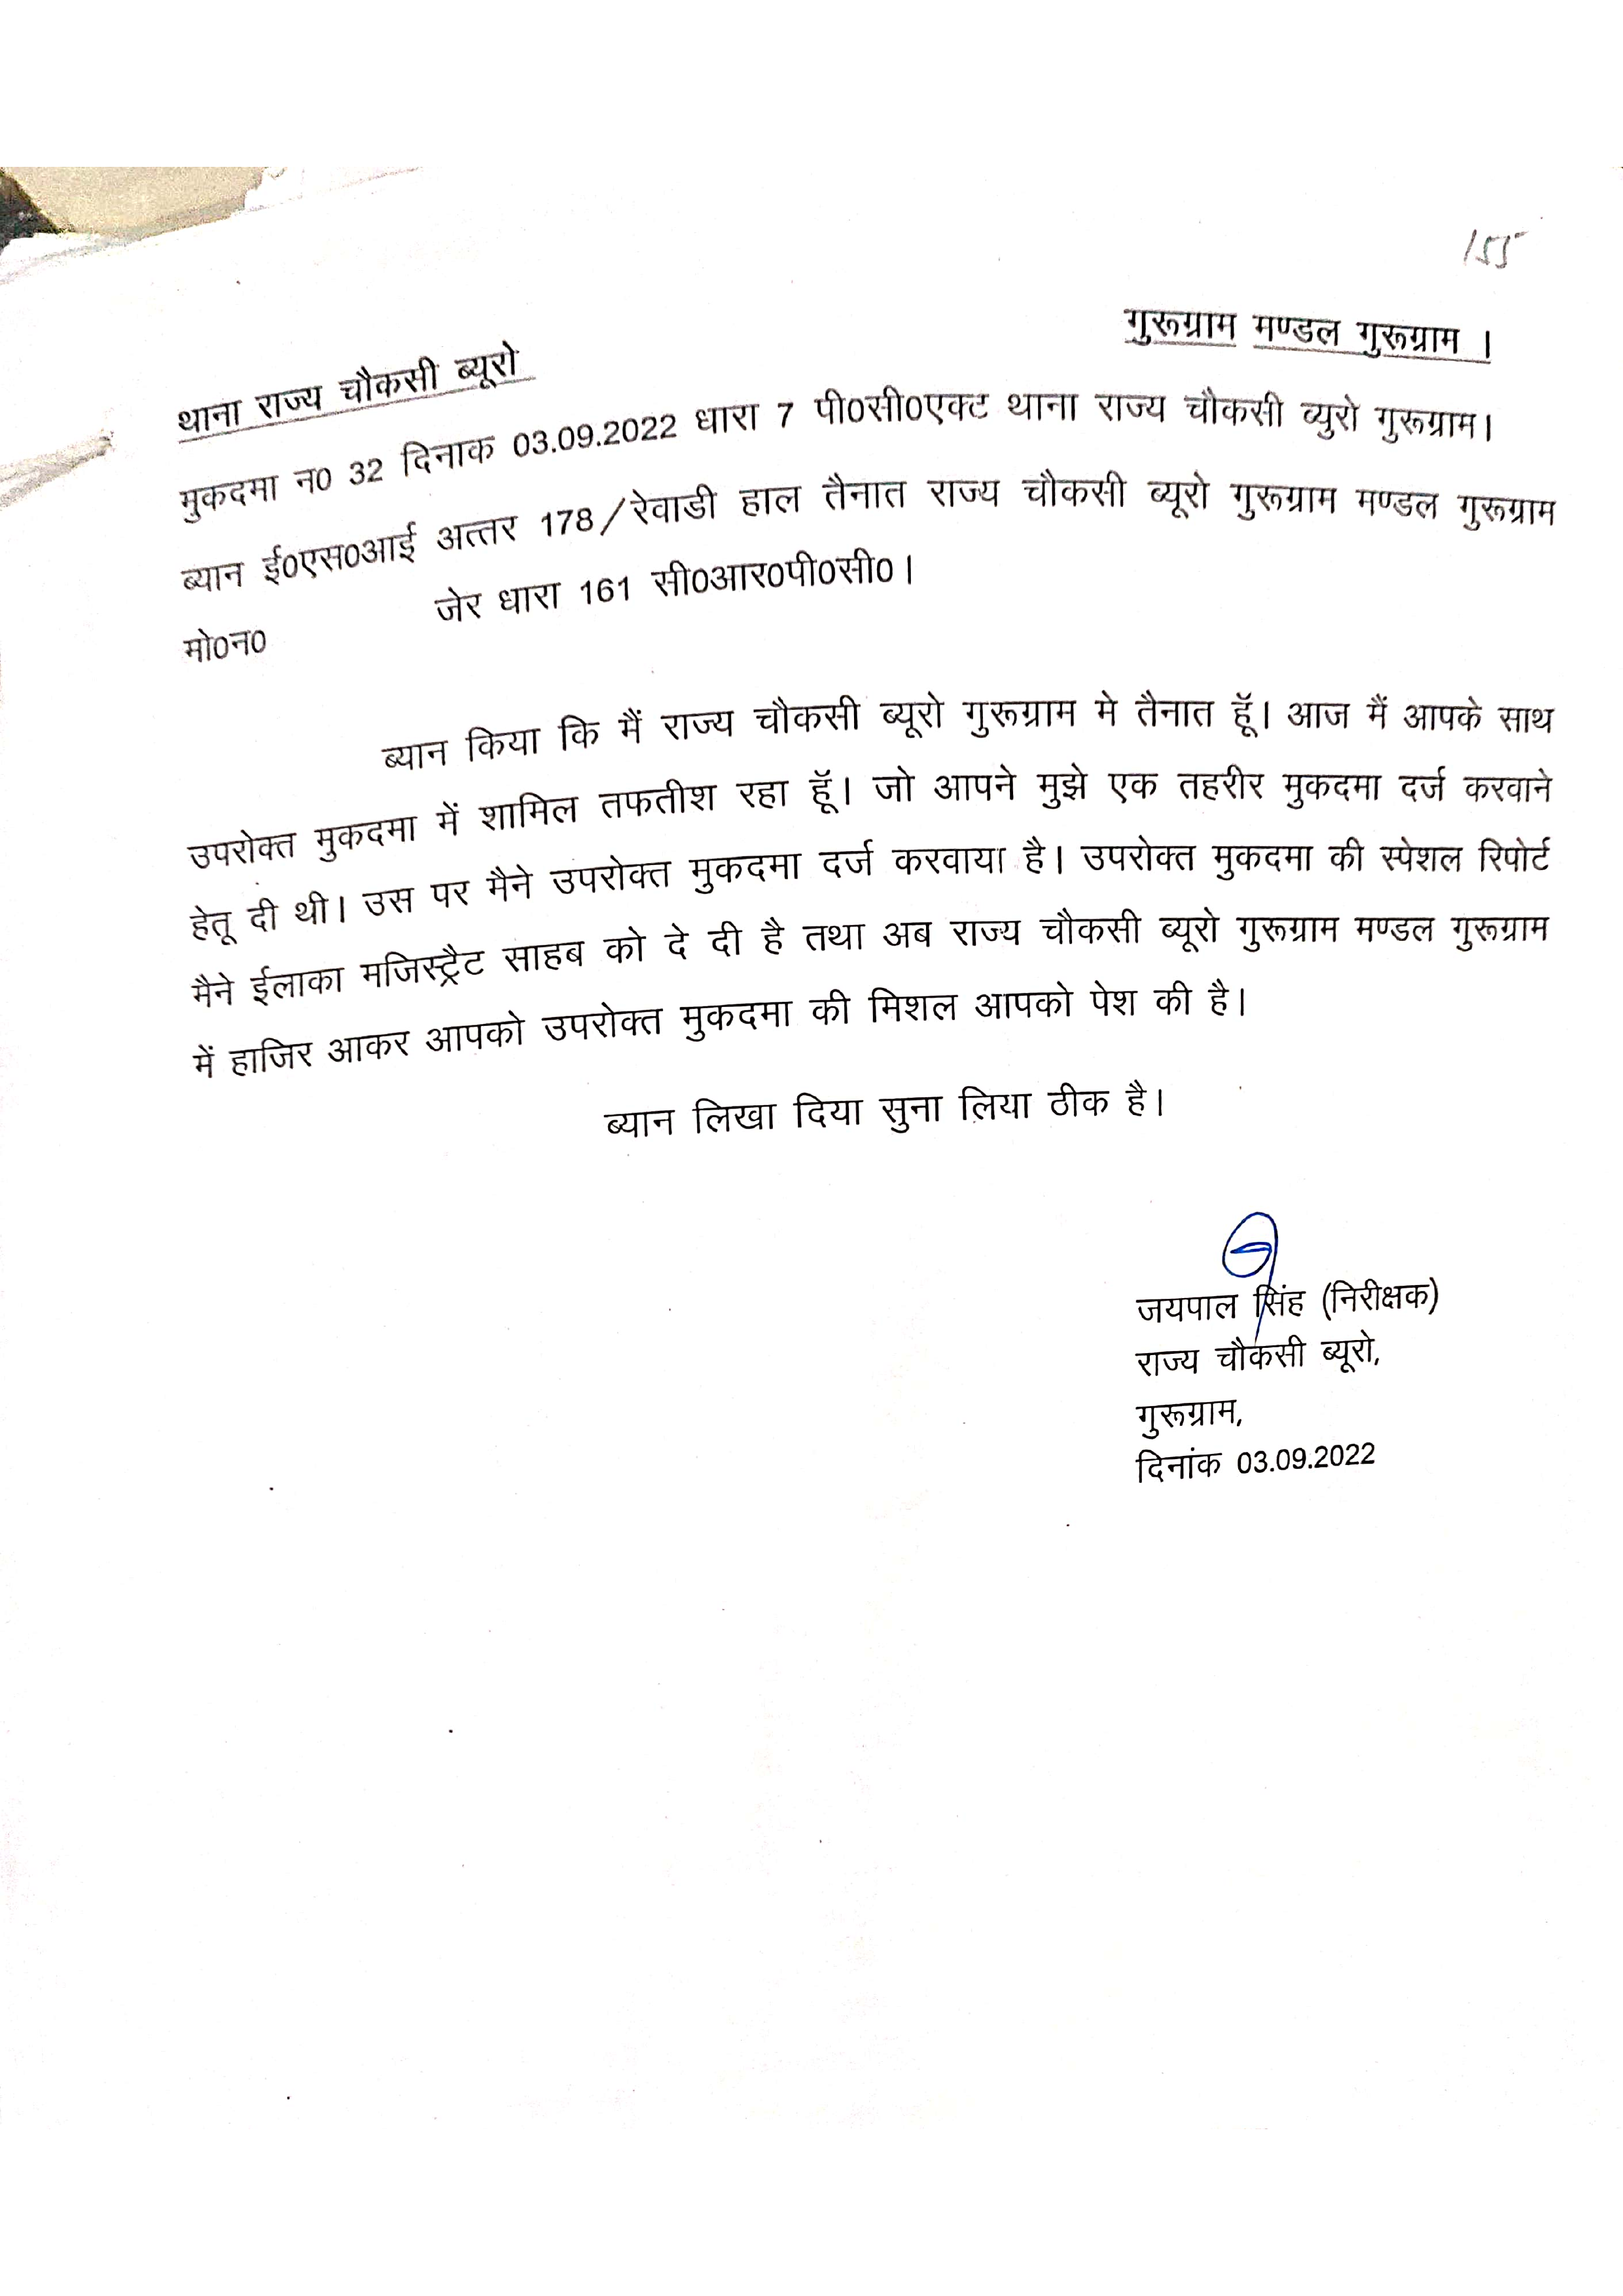 155
थाना राज्य चौकसी ब्यूरो गुरूग्राम मण्डल गुरूग्राम ।
मुकदमा न0 32 दिनाक 03.09.2022 धारा 7 पी0सी0एक्ट थाना राज्य चौकसी व्युरो गुरूग्राम।
ब्यान ई0एस0आई अत्तर 178/रेवाडी हाल तैनात राज्य चौकसी ब्यूरो गुरूग्राम मण्डल गुरूग्राम
मो0न0 जेर धारा 161 सी0आर0पी0सी0।
ब्यान किया कि मैं राज्य चौकसी ब्यूरो गुरूग्राम मे तैनात हूॅ। आज मैं आपके साथ
उपरोक्त मुकदमा में शामिल तफतीश रहा हूॅ। जो आपने मुझे एक तहरीर मुकदमा दर्ज करवाने
हेतू दी थी। उस पर मैने उपरोक्त मुकदमा दर्ज करवाया है। उपरोक्त मुकदमा की स्पेशल रिपोर्ट
मैने ईलाका मजिस्ट्रैट साहब को दे दी है तथा अब राज्य चौकसी ब्यूरो गुरूग्राम मण्डल गुरूग्राम
में हाजिर आकर आपको उपरोक्त मुकदमा की मिशल आपको पेश की है।
ब्यान लिखा दिया सुना लिया ठीक है।
जयपाल सिंह (निरीक्षक)
राज्य चौकसी ब्यूरो,
गुरूग्राम,
दिनांक 03.09.2022